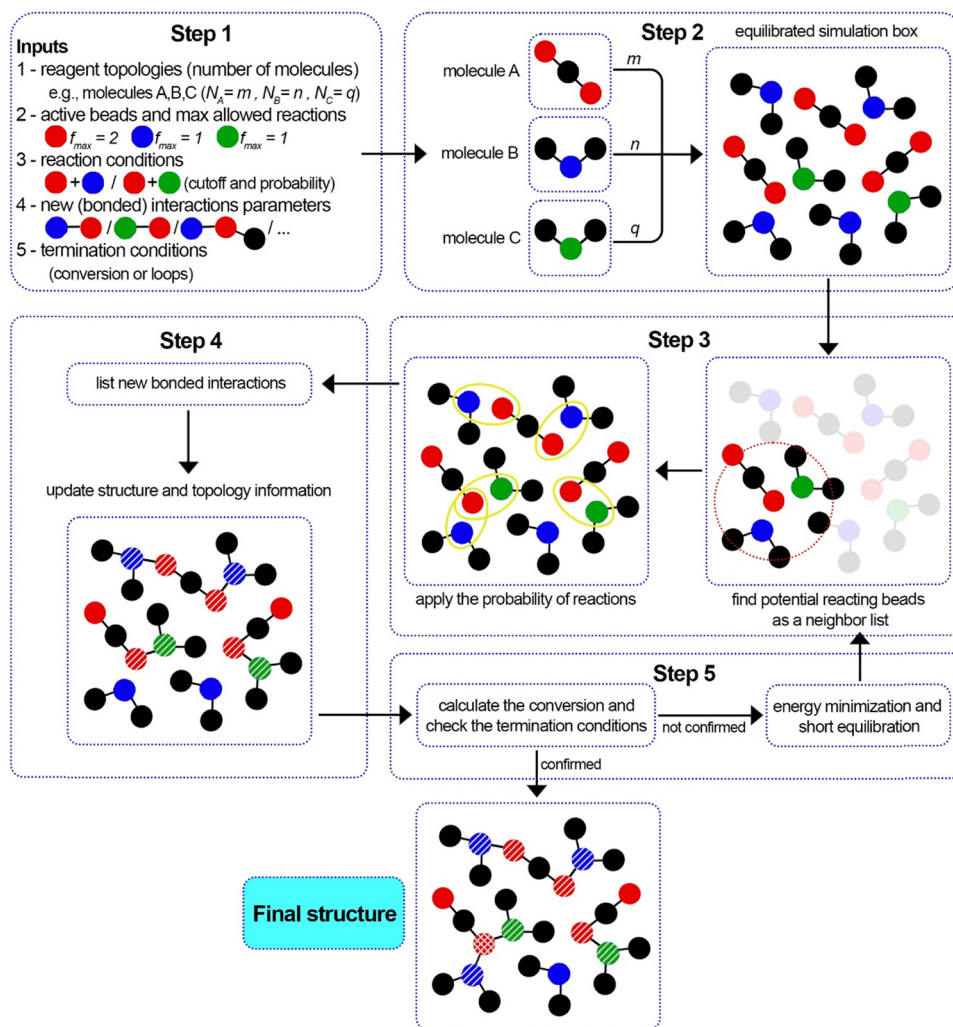 Step 1
Inputs
1 - reagent topologies (number of molecules)
e.g., molecules A,B,C (N_A= m , N_B= n , N_C= q)
2 - active beads and max allowed reactions
f_max = 2 f_max = 1 f_max = 1
3 - reaction conditions
+ / + (cutoff and probability)
4 - new (bonded) interactions parameters
/ / / ...
5 - termination conditions
(conversion or loops)
Step 2
equilibrated simulation box
molecule A
m
molecule B
n
molecule C
q
Step 3
find potential reacting beads
as a neighbor list
apply the probability of reactions
Step 4
list new bonded interactions
update structure and topology information
Step 5
calculate the conversion and
check the termination conditions
not confirmed
energy minimization and
short equilibration
confirmed
Final structure